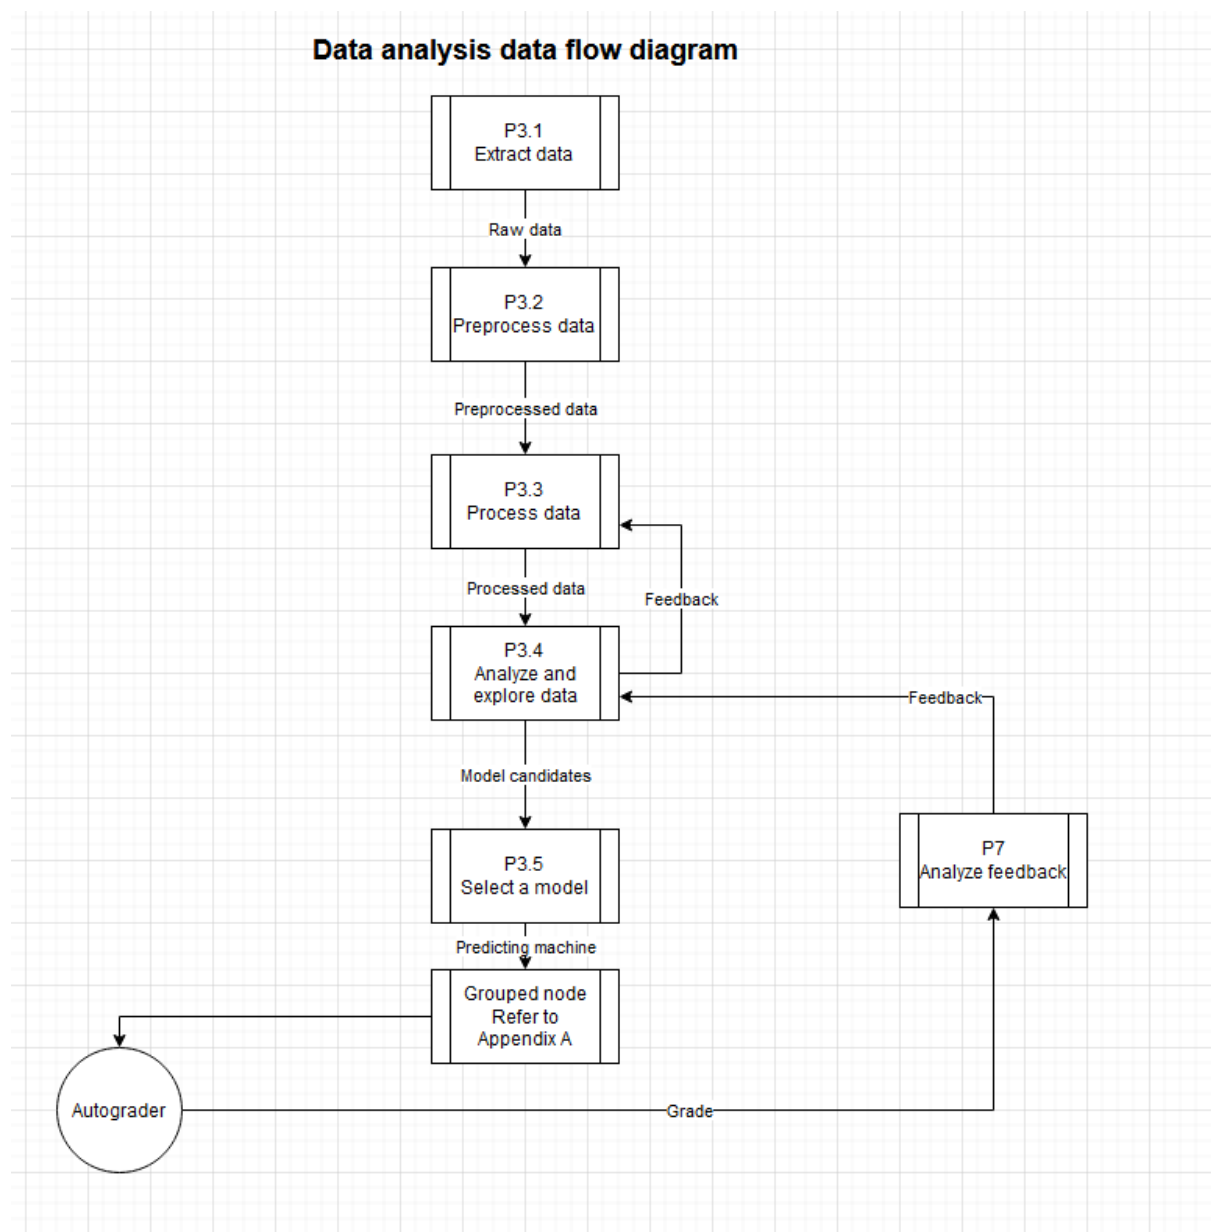 Data analysis data flow diagram
P3.1
Extract data
Raw data
P3.2
Preprocess data
Preprocessed data
P3.3
Process data
Processed data
Feedback
P3.4
Analyze and
explore data
Feedback
Model candidates
P3.5
Select a model
P7
Analyze feedback
Predicting machine
Grouped node
Refer to
Appendix A
Autograder
Grade